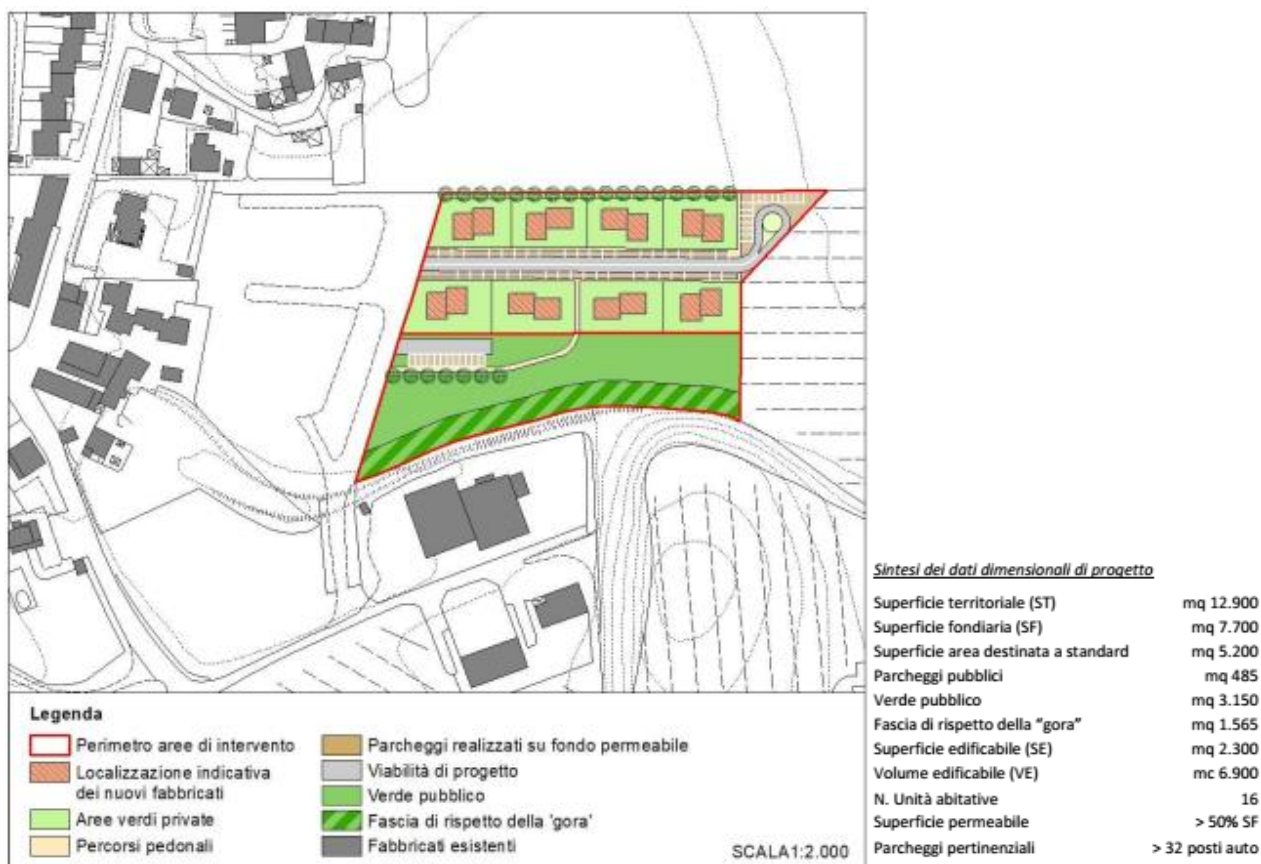 Sintesi dei dati dimensionali di progetto
Superficie territoriale (ST) mq 12.900
Superficie fondiaria (SF) mq 7.700
Superficie area destinata a standard mq 5.200
Parcheggi pubblici mq 485
Verde pubblico mq 3.150
Fascia di rispetto della "gora" mq 1.565
Superficie edificabile (SE) mq 2.300
Volume edificabile (VE) mc 6.900
N. Unità abitative 16
Superficie permeabile > 50% SF
Parcheggi pertinenziali > 32 posti auto
Legenda
Perimetro aree di intervento
Localizzazione indicativa
dei nuovi fabbricati
Aree verdi private
Percorsi pedonali
Parcheggi realizzati su fondo permeabile
Viabilità di progetto
Verde pubblico
Fascia di rispetto della 'gora'
Fabbricati esistenti
SCALA1:2.000